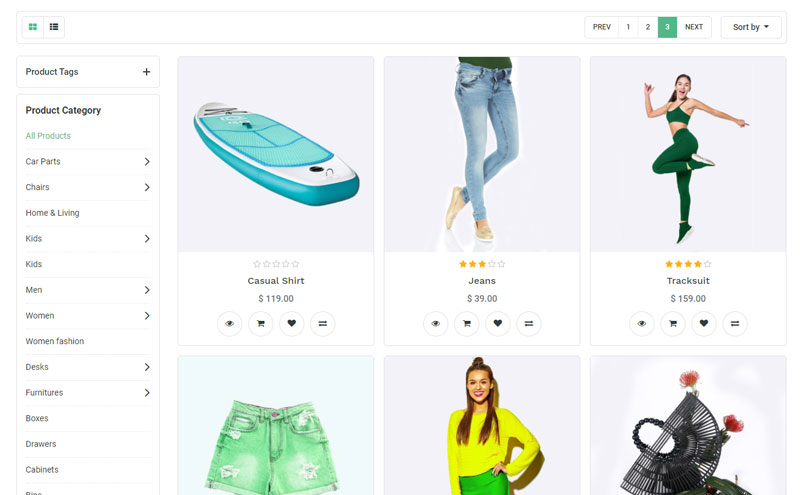 PREV 1 2 3 NEXT Sort by
Product Tags
Product Category
All Products
Car Parts
Chairs
Home & Living
Kids
Kids
Men
Women
Women fashion
Desks
Furnitures
Boxes
Drawers
Cabinets
Casual Shirt
$ 119.00
Jeans
$ 39.00
Tracksuit
$ 159.00